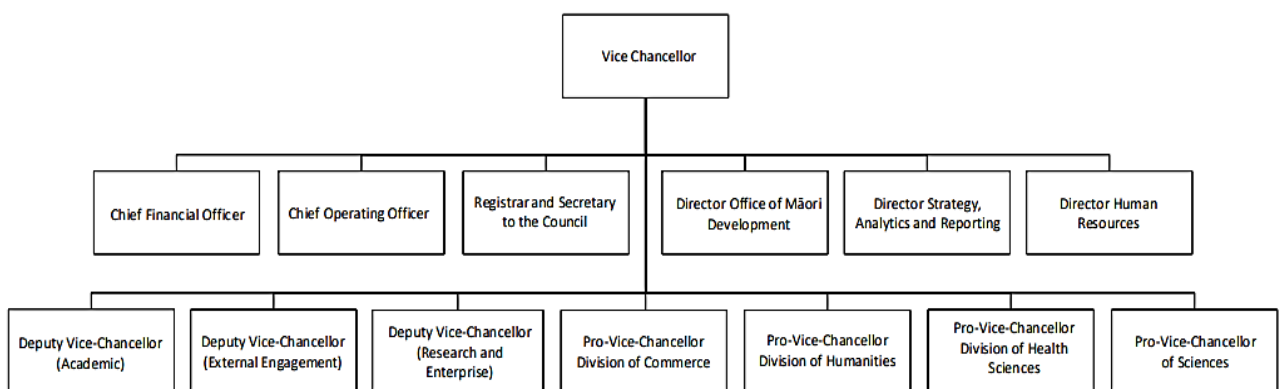 Vice Chancellor
Chief Financial Officer
Chief Operating Officer
Registrar and Secretary
to the Council
Director Office of Māori
Development
Director Strategy,
Analytics and Reporting
Director Human
Resources
Deputy Vice-Chancellor
(Academic)
Deputy Vice-Chancellor
(External Engagement)
Deputy Vice-Chancellor
(Research and
Enterprise)
Pro-Vice-Chancellor
Division of Commerce
Pro-Vice-Chancellor
Division of Humanities
Pro-Vice-Chancellor
Division of Health
Sciences
Pro-Vice-Chancellor
of Sciences